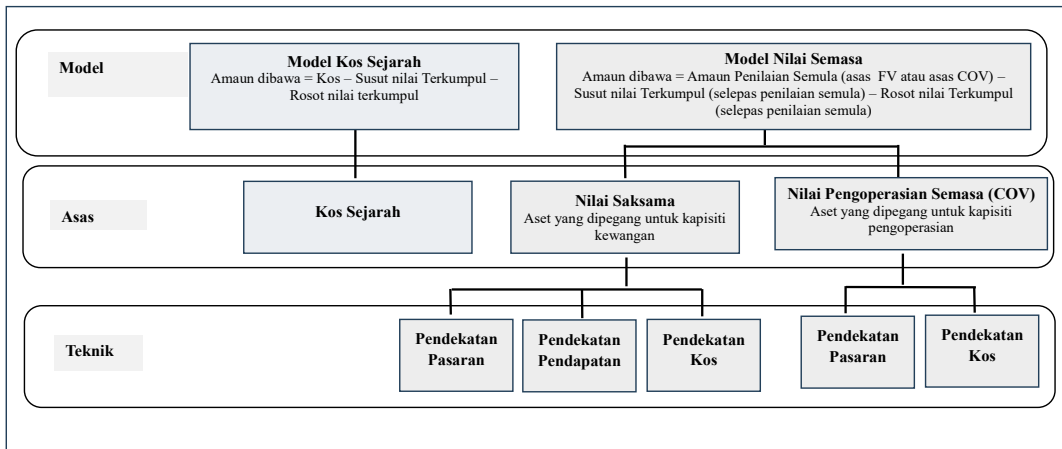 Model
Model Kos Sejarah
Amaun dibawa = Kos – Susut nilai Terkumpul –
Rosot nilai terkumpul
Model Nilai Semasa
Amaun dibawa = Amaun Penilaian Semula (asas FV atau asas COV) –
Susut nilai Terkumpul (selepas penilaian semula) – Rosot nilai Terkumpul
(selepas penilaian semula)
Asas
Kos Sejarah
Nilai Saksama
Aset yang dipegang untuk kapisiti
kewangan
Nilai Pengoperasian Semasa (COV)
Aset yang dipegang untuk kapisiti
pengoperasian
Teknik
Pendekatan
Pasaran
Pendekatan
Pendapatan
Pendekatan
Kos
Pendekatan
Pasaran
Pendekatan
Kos